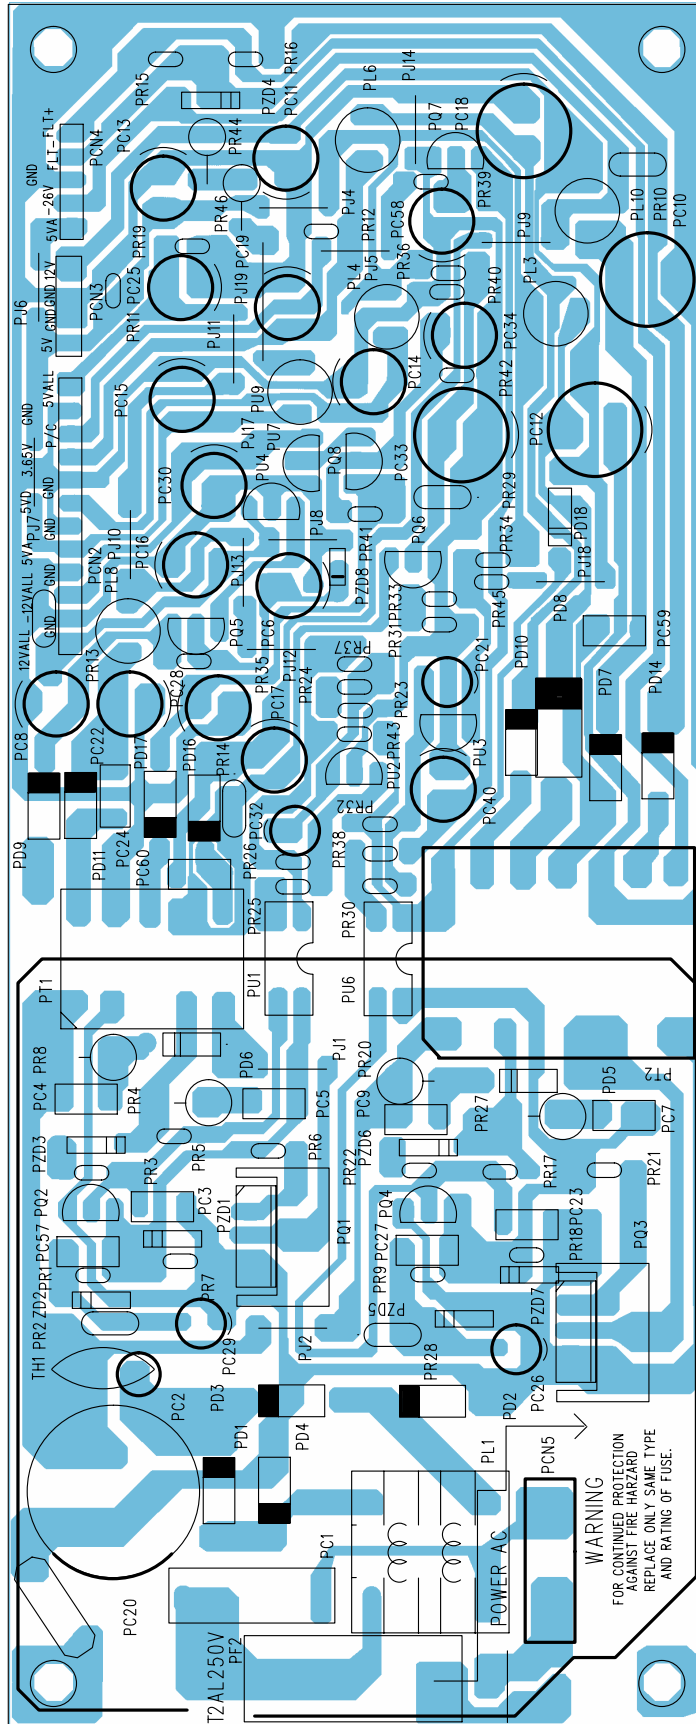 PR16
PR15
PZD4
PC11
PL6
PJ14
FLT-
FLT+
PCN4
PC13
PR44
PQ7
PC18
GND
-26V
5VA
PR46
PR39
PR19
PC19
PJ4
PR12
PC58
PJ9
PL10
PR10
PC10
PJ6
12V
GND
GND
5V
PCN3
PR11
PC25
PJ19
PL4
PJ5
PR36
PL3
PR40
PJ11
PC34
5VALL
GND
P/C
PC15
PU9
PC14
PR42
PC12
3.65V
5VD
GND
PJ17
PU7
PU4
PQ8
PC33
PC30
PJ7
GND
5VA
PJ10
PC16
PJ8
PR29
PQ6
PD18
PR41
PR34
-12VALL
GND
PCN2
PL8
PJ13
PZD8
PR33
PJ18
12VALL
GND
PQ5
PC6
PR31
PR45
PD8
PR13
PR35
PJ12
PR37
PC21
PD10
PC59
PC8
PC28
PC17
PR24
PR23
PD7
PD14
PC22
PD17
PD16
PR14
PU2
PR43
PU3
PC32
PR32
PC40
PD9
PD11
PC24
PC60
PR26
PR38
PR25
PR30
PT1
PU1
PU6
PJ1
PR8
PC4
PR4
PD6
PC5
PR20
PC9
PT2
PD5
PC7
PZD3
PR5
PR6
PZD6
PR27
PR3
PC3
PZD1
PR22
PR17
PR21
PQ2
PC57
PR1
PQ1
PQ4
PC27
PR9
PC23
PR18
PQ3
ZD2
PR2
PR7
PZD5
PZD7
TH1
PC29
PJ2
PR28
PC2
PD3
PD2
PC26
PD1
PD4
PL1
PCN5
PC1
POWER AC
PC20
T2AL250V
PF2
WARNING
FOR CONTINUED PROTECTION
AGAINST FIRE HARZARD
REPLACE ONLY SAME TYPE
AND RATING OF FUSE.